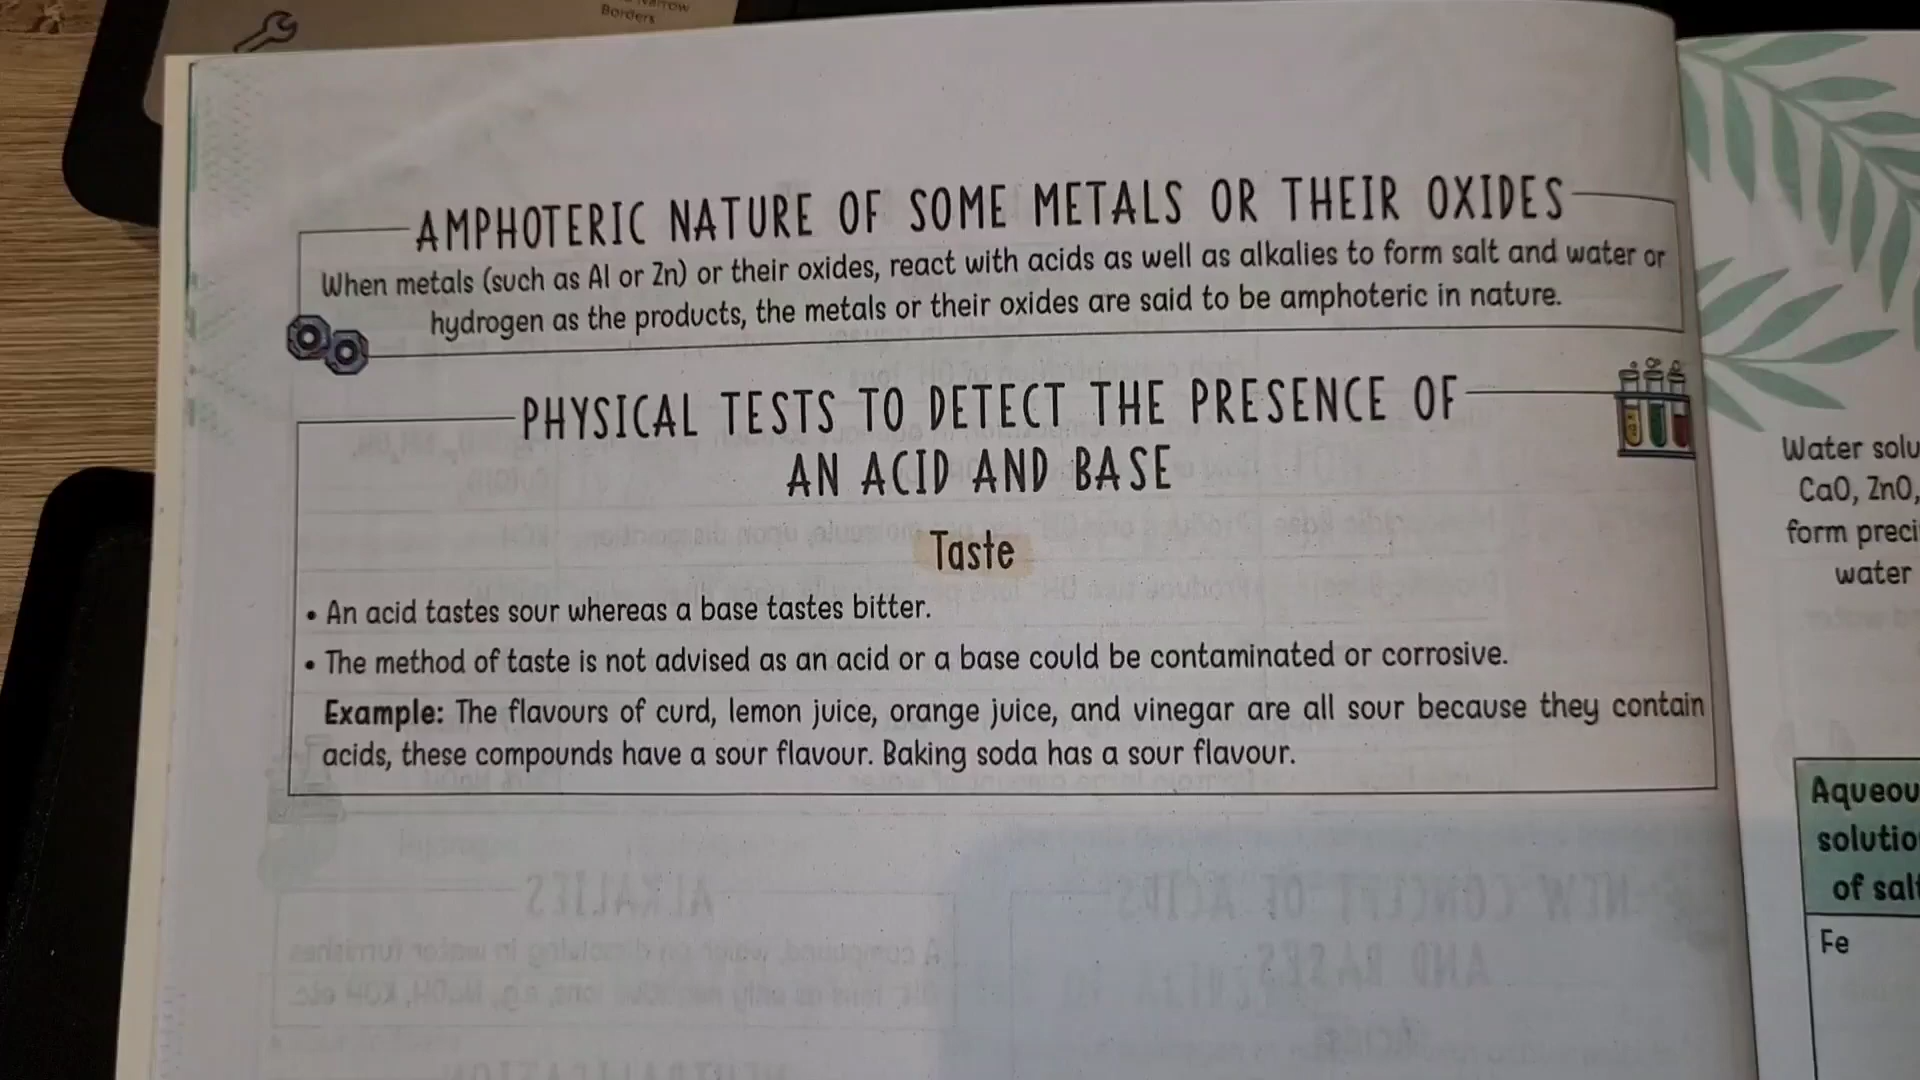 Narrow
Borders
AMPHOTERIC NATURE OF SOME METALS OR THEIR OXIDES
When metals (such as Al or Zn) or their oxides, react with acids as well as alkalies to form salt and water or
hydrogen as the products, the metals or their oxides are said to be amphoteric in nature.
PHYSICAL TESTS TO DETECT THE PRESENCE OF
AN ACID AND BASE
Taste
• An acid tastes sour whereas a base tastes bitter.
• The method of taste is not advised as an acid or a base could be contaminated or corrosive.
Example: The flavours of curd, lemon juice, orange juice, and vinegar are all sour because they contain
acids, these compounds have a sour flavour. Baking soda has a sour flavour.
Water solu
CaO, ZnO,
form preci
water
Aqueou
solutio
of salt
Fe